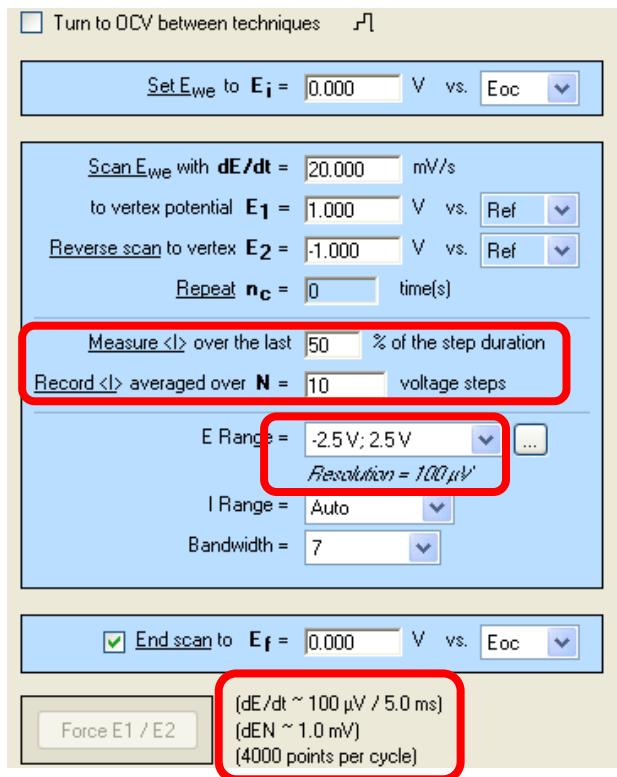 Turn to OCV between techniques
Set EWE to Ei = 0.000 V vs. Eoc
Scan EWE with dE/dt = 20.000 mV/s
to vertex potential E1 = 1.000 V vs. Ref
Reverse scan to vertex E2 = -1.000 V vs. Ref
Repeat nC = 0 time(s)
Measure <I> over the last 50 % of the step duration
Record <I> averaged over N = 10 voltage steps
E Range = -2.5 V; 2.5 V ...
Resolution = 100 µV
I Range = Auto
Bandwidth = 7
End scan to Ef = 0.000 V vs. Eoc
Force E1 / E2
(dE/dt ~ 100 µV / 5.0 ms)
(dEN ~ 1.0 mV)
(4000 points per cycle)